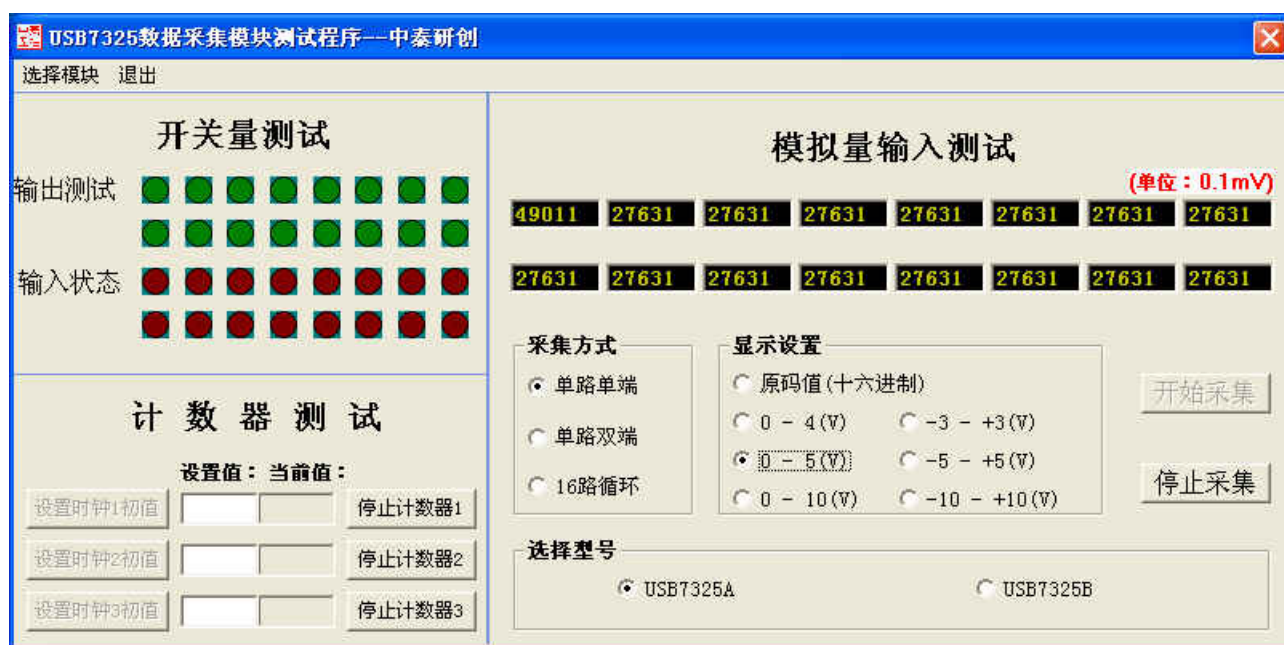 USB7325数据采集模块测试程序--中泰研创
选择模块 退出
开关量测试
输出测试
输入状态
计数器测试
设置值： 当前值：
设置时钟1初值 停止计数器1
设置时钟2初值 停止计数器2
设置时钟3初值 停止计数器3
模拟量输入测试
(单位：0.1mV)
49011 27631 27631 27631 27631 27631 27631 27631
27631 27631 27631 27631 27631 27631 27631 27631
采集方式
单路单端
单路双端
16路循环
显示设置
原码值(十六进制)
0 - 4(V) -3 - +3(V)
0 - 5(V) -5 - +5(V)
0 - 10(V) -10 - +10(V)
开始采集
停止采集
选择型号
USB7325A USB7325B